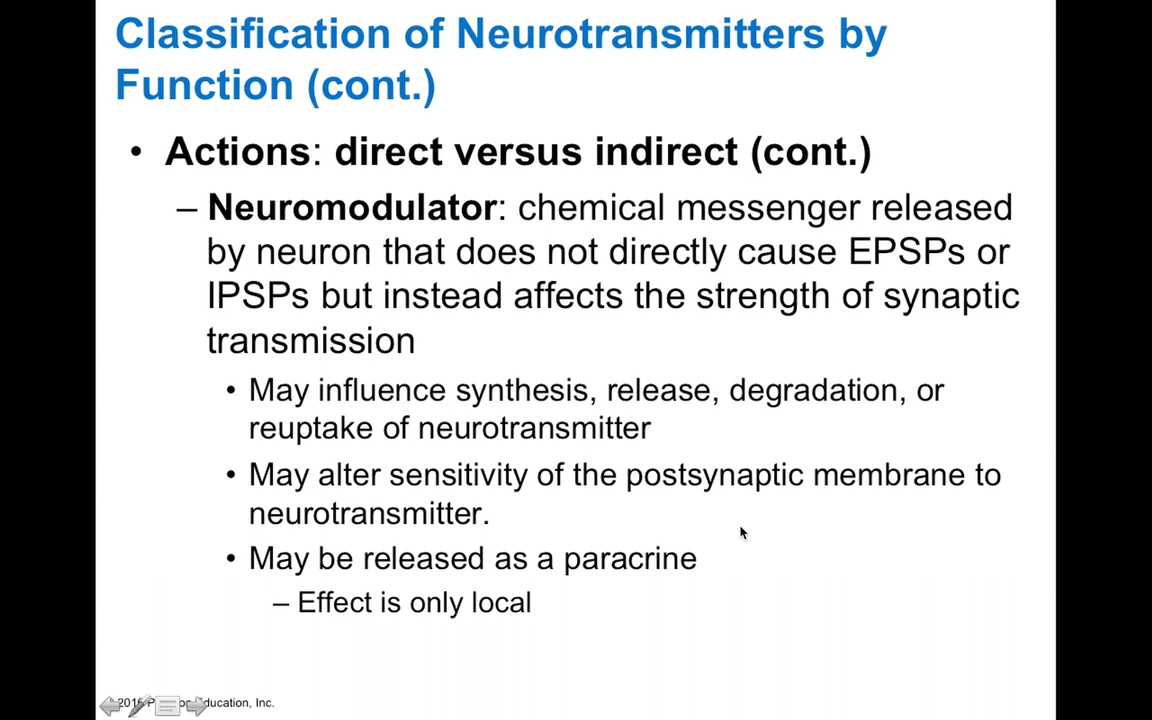 Classification of Neurotransmitters by
Function (cont.)
• Actions: direct versus indirect (cont.)
– Neuromodulator: chemical messenger released
by neuron that does not directly cause EPSPs or
IPSPs but instead affects the strength of synaptic
transmission
• May influence synthesis, release, degradation, or
reuptake of neurotransmitter
• May alter sensitivity of the postsynaptic membrane to
neurotransmitter.
• May be released as a paracrine
– Effect is only local
Inc.